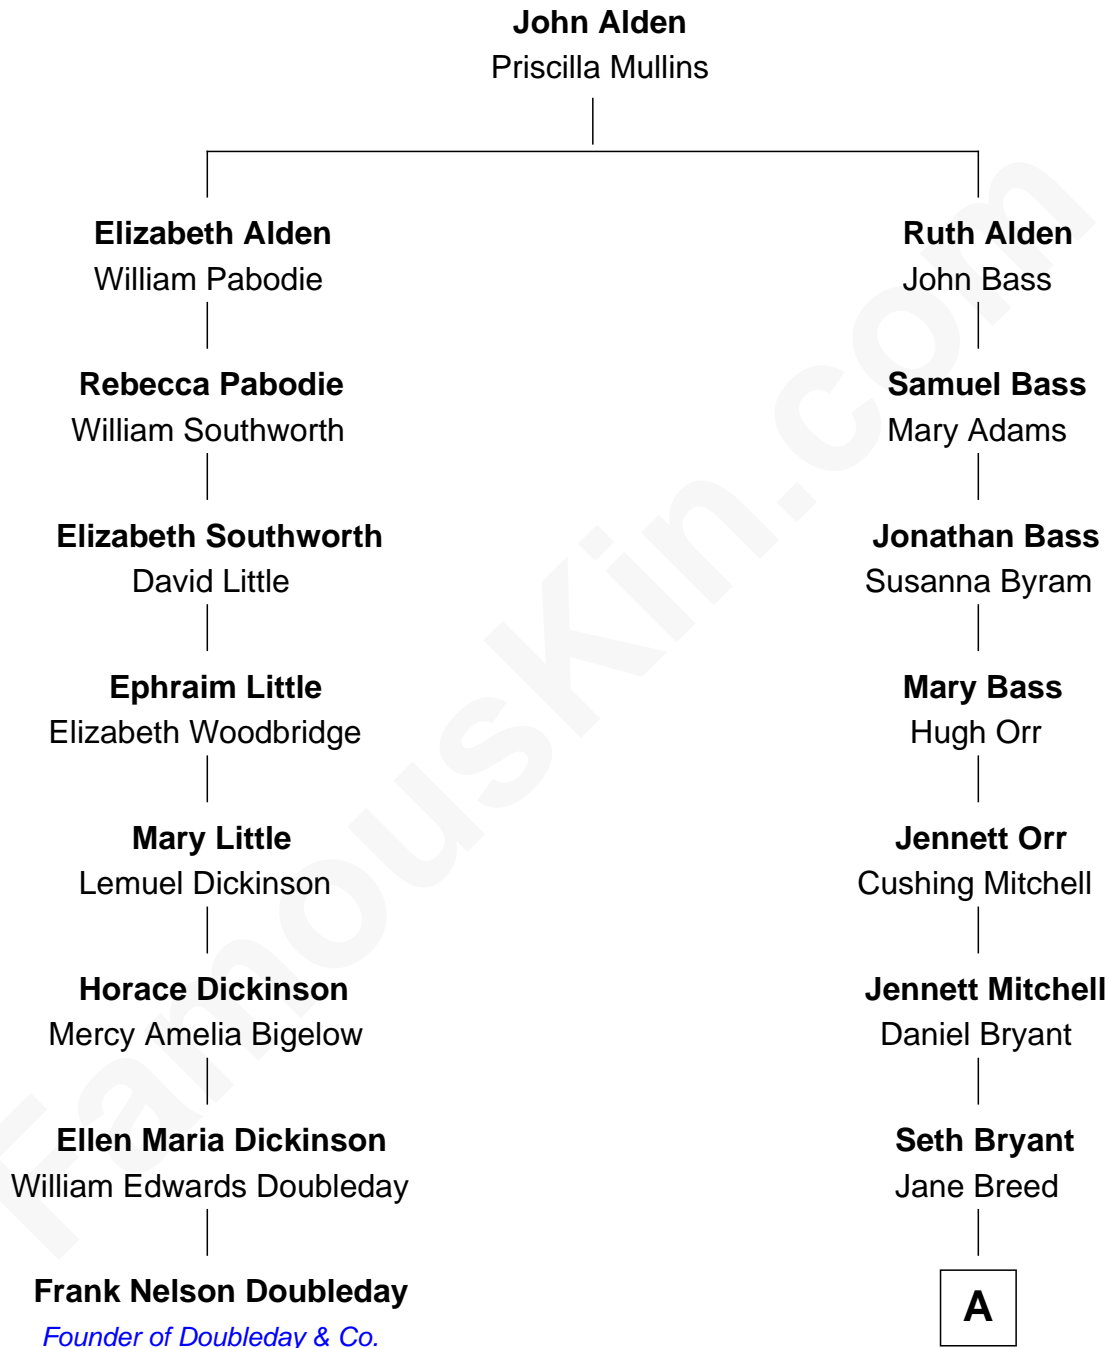 John Alden
Priscilla Mullins
Elizabeth Alden
William Pabodie
Ruth Alden
John Bass
Rebecca Pabodie
William Southworth
Samuel Bass
Mary Adams
Elizabeth Southworth
David Little
Jonathan Bass
Susanna Byram
Ephraim Little
Elizabeth Woodbridge
Mary Bass
Hugh Orr
Mary Little
Lemuel Dickinson
Jennett Orr
Cushing Mitchell
Horace Dickinson
Mercy Amelia Bigelow
Jennett Mitchell
Daniel Bryant
Ellen Maria Dickinson
William Edwards Doubleday
Seth Bryant
Jane Breed
Frank Nelson Doubleday
Founder of Doubleday & Co.
A
FamousKin.com